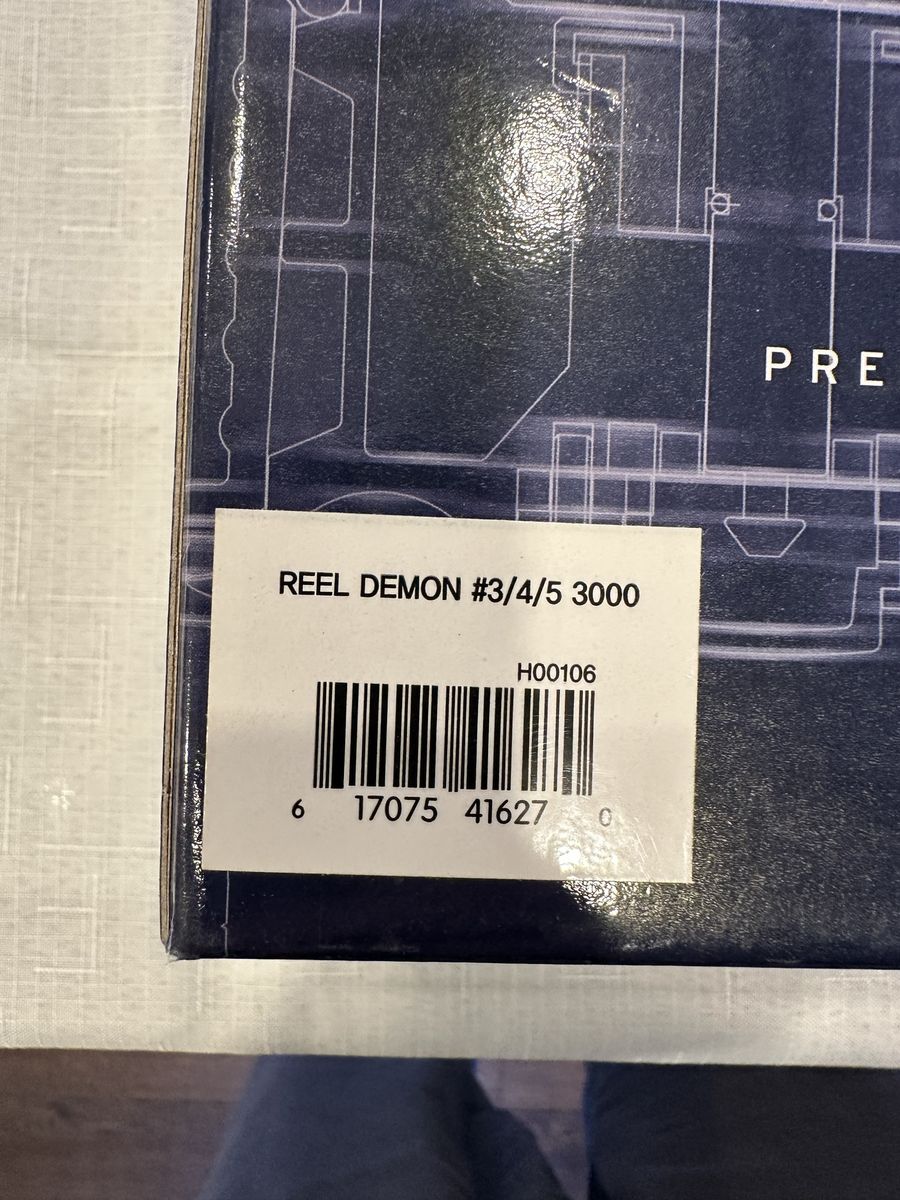 PRE
REEL DEMON #3/4/5 3000
H00106
6 17075 41627 0